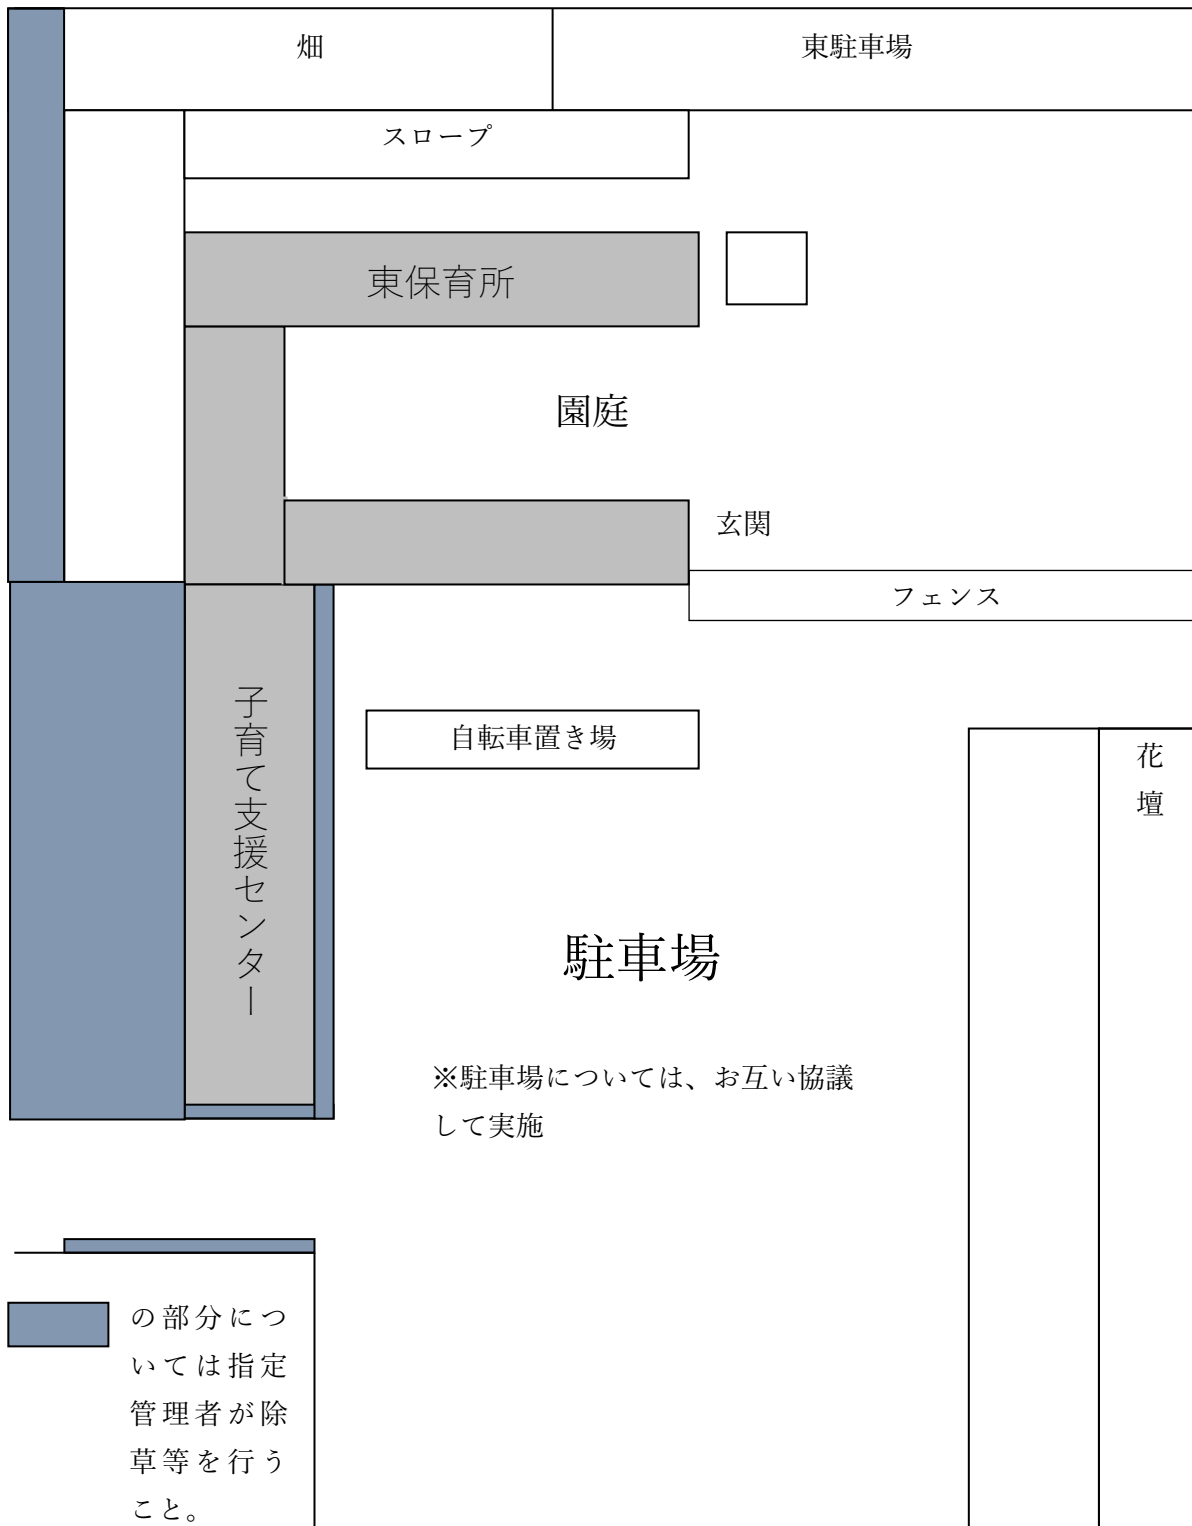 畑
東駐車場
スロープ
東保育所
園庭
玄関
フェンス
子育て支援センター
自転車置き場
花
壇
駐車場
※駐車場については、お互い協議
して実施
の部分につ
いては指定
管理者が除
草等を行う
こと。